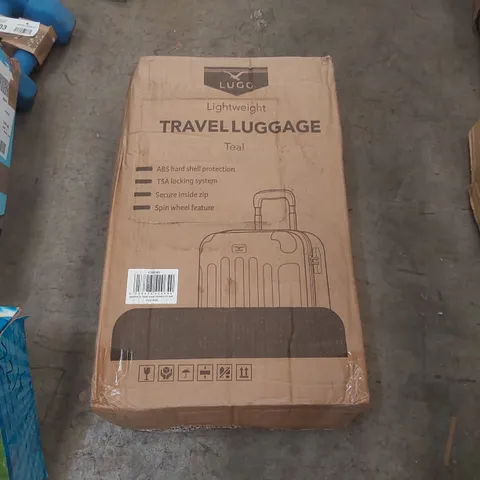 LUGG
Lightweight
TRAVEL LUGGAGE
Teal
ABS hard shell protection
TSA locking system
Secure inside zip
Spin wheel feature